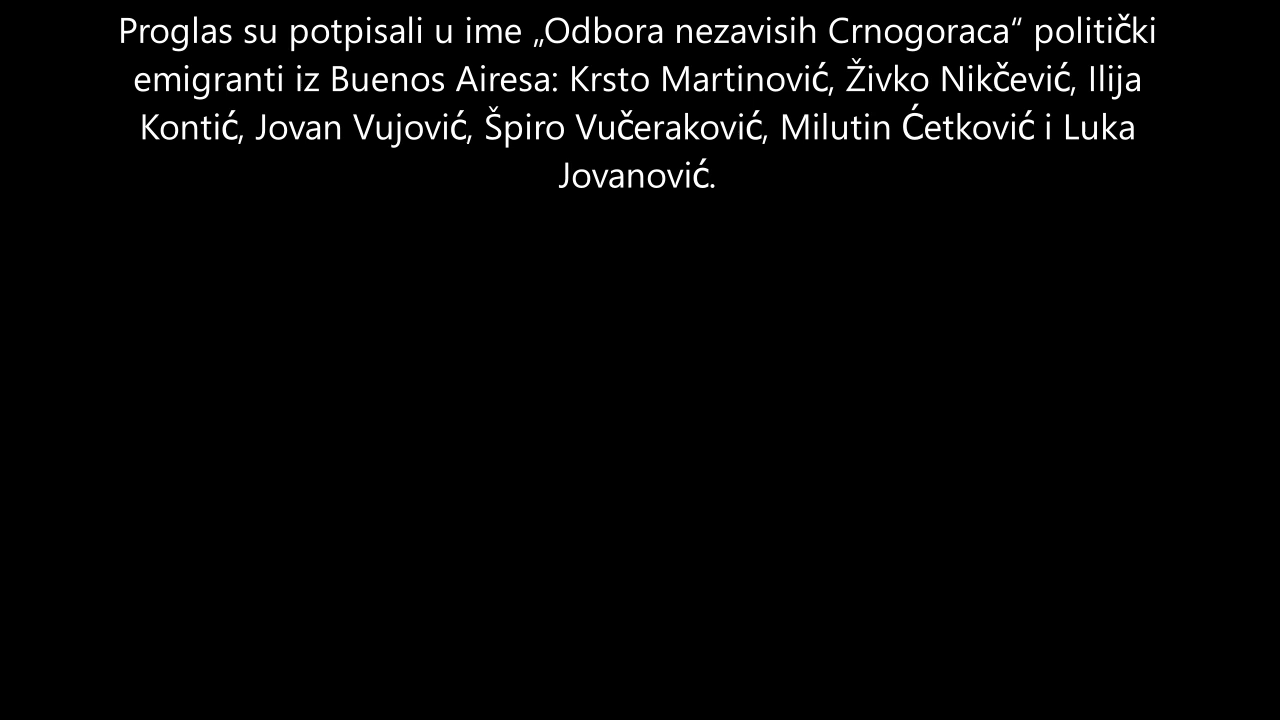 Proglas su potpisali u ime „Odbora nezavisih Crnogoraca“ politički
emigranti iz Buenos Airesa: Krsto Martinović, Živko Nikčević, Ilija
Kontić, Jovan Vujović, Špiro Vučeraković, Milutin Ćetković i Luka
Jovanović.